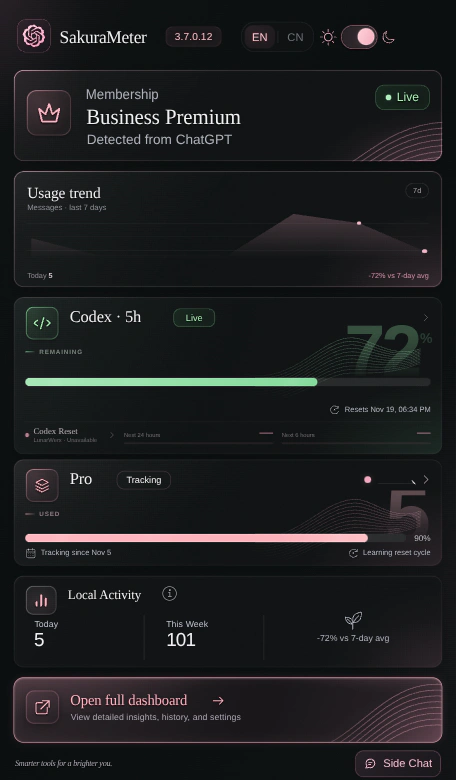 SakuraMeter
3.7.0.12
EN
CN
Membership
Business Premium
Detected from ChatGPT
Live
Usage trend
7d
Messages · last 7 days
Today 5
-72% vs 7-day avg
Codex · 5h
Live
REMAINING
72%
Resets Nov 19, 06:34 PM
Codex Reset
Next 24 hours
Next 6 hours
Pro
Tracking
USED
5
90%
Tracking since Nov 5
Learning reset cycle
Local Activity
Today
5
This Week
101
-72% vs 7-day avg
Open full dashboard
View detailed insights, history, and settings
Smarter tools for a brighter you.
Side Chat